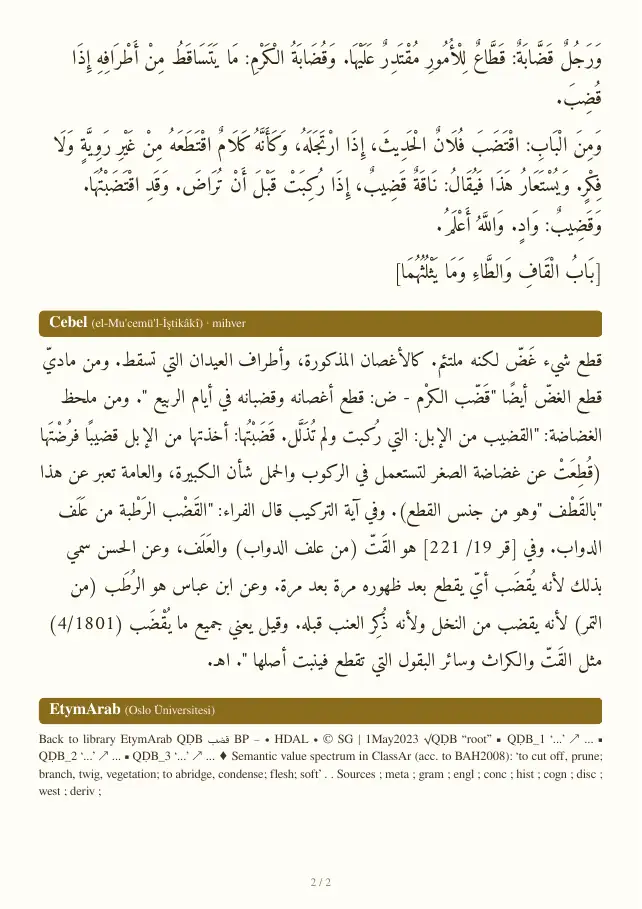 وَرَجُلٌ قَضَّابَةٌ: قَطَّاعٌ لِلْأُمُورِ مُقْتَدِرٌ عَلَيْهَا. وَقُضَابَةُ الْكَرْمِ: مَا يَتَسَاقَطُ مِنْ أَطْرَافِهِ إِذَا
قُضِبَ.
وَمِنَ الْبَابِ: اقْتَضَبَ فُلَانٌ الْحَدِيثَ، إِذَا ارْتَجَلَهُ، وَكَأَنَّهُ كَلَامٌ اقْتَطَعَهُ مِنْ غَيْرِ رَوِيَّةٍ وَلَا
فِكْرٍ. وَيُسْتَعَارُ هَذَا فَيُقَالُ: نَاقَةٌ قَضِيبٌ، إِذَا رُكِبَتْ قَبْلَ أَنْ تُرَاضَ. وَقَدِ اقْتَضَبْتُهَا.
وَقَضِيبٌ: وَادٍ. وَاللَّهُ أَعْلَمُ.
[بَابُ الْقَافِ وَالطَّاءِ وَمَا يَثْلُثُهُمَا]
Cebel (el-Mu'cemü'l-İştikâkî) · mihver
قطع شيء غَضّ لكنه ملتئم. كالأغصان المذكورة، وأطراف العيدان التي تسقط. ومن ماديّ
قطع الغضّ أيضًا "قَضّب الكرْم - ض: قطع أغصانه وقضبانه في أيام الربيع ". ومن ملحظ
الغضاضة: "القضيب من الإبل: التي رُكبت ولم تُذَلَّل. قَضَبْتُها: أخذتها من الإبل قضيبًا فرُضْتَها
(قُطِعَتْ عن غضاضة الصغر لتستعمل في الركوب والحمل شأن الكبيرة، والعامة تعبر عن هذا
"بالقَطْف "وهو من جنس القطع). وفي آية التركيب قال الفراء: "القَضْب الرَطْبة من عَلَف
الدواب. وفي [قر 19/ 221] هو القَتّ (من علف الدواب) والعَلَف، وعن الحسن سمي
بذلك لأنه يُقضَب أيّ يقطع بعد ظهوره مرة بعد مرة. وعن ابن عباس هو الرُطَب (من
التمر) لأنه يقضب من النخل ولأنه ذُكِر العنب قبله. وقيل يعني جميع ما يُقْضَب (4/1801)
مثل القَتّ والكراث وسائر البقول التي تقطع فينبت أصلها ". اهـ.
EtymArab (Oslo Üniversitesi)
Back to library EtymArab QḌB قضب BP – • HDAL • © SG | 1May2023 √QḌB “root” ▪ QḌB_1 ‘...’ ↗ ... ▪
QḌB_2 ‘...’ ↗ ... ▪ QḌB_3 ‘...’ ↗ ... ♦ Semantic value spectrum in ClassAr (acc. to BAH2008): ‘to cut off, prune;
branch, twig, vegetation; to abridge, condense; flesh; soft’ . . Sources ; meta ; gram ; engl ; conc ; hist ; cogn ; disc ;
west ; deriv ;
2 / 2